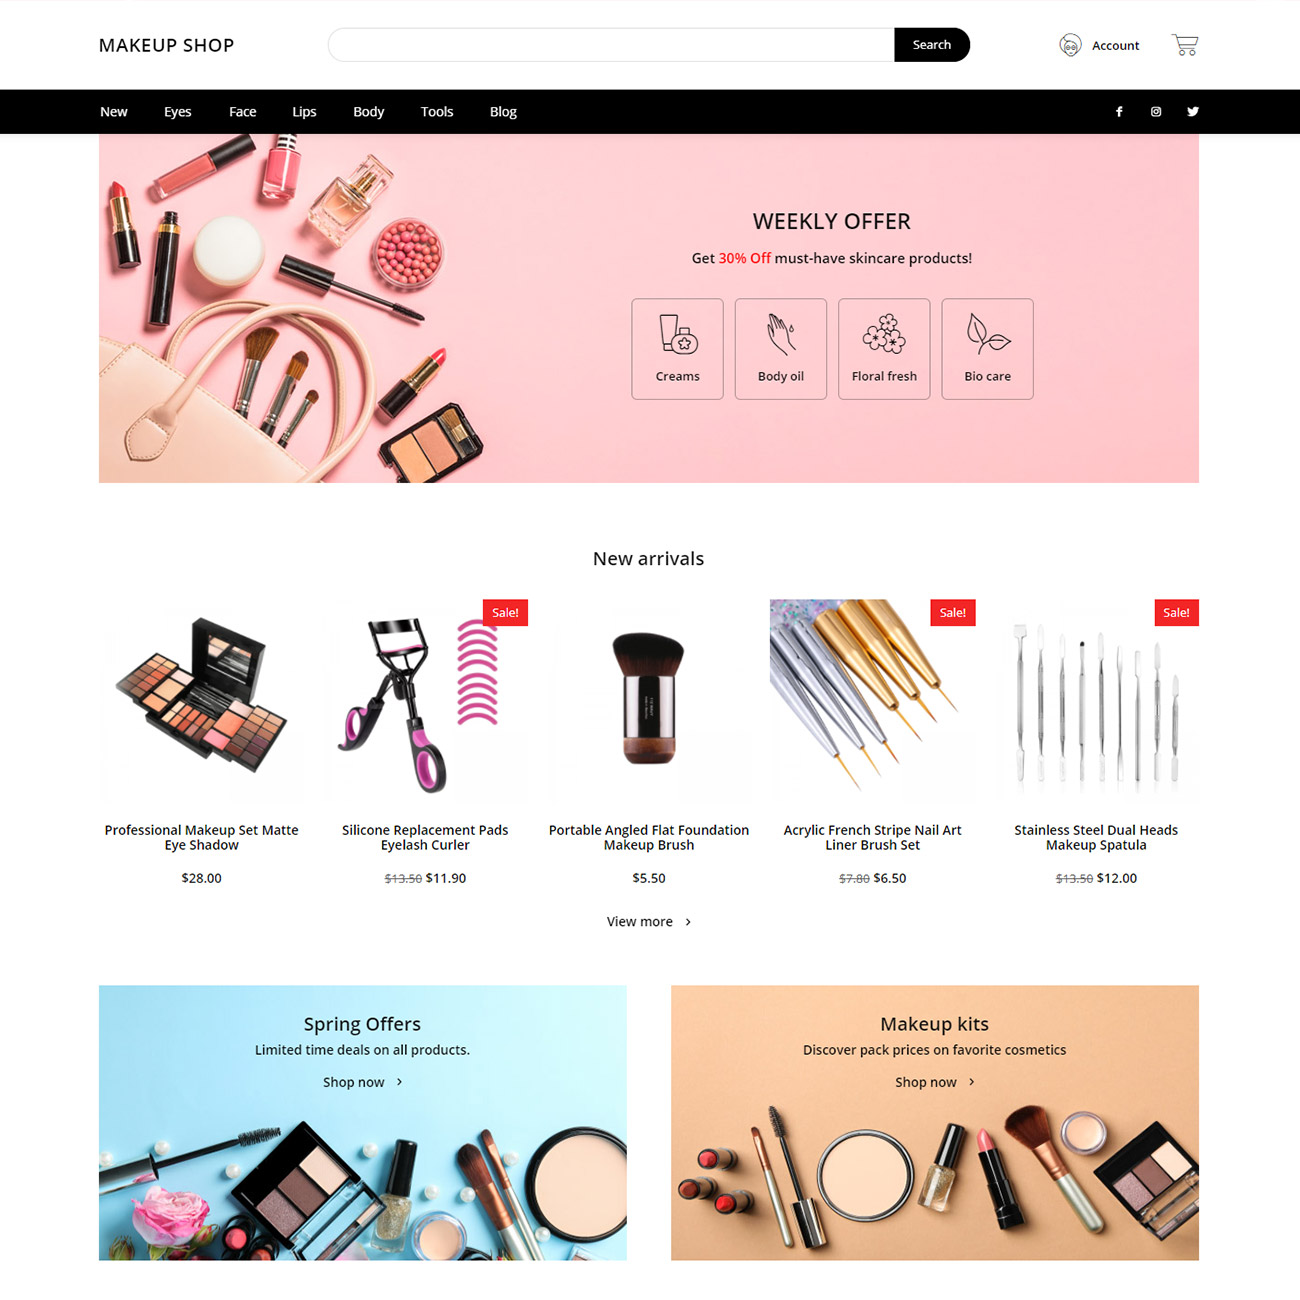 MAKEUP SHOP
Search
Account
New Eyes Face Lips Body Tools Blog
WEEKLY OFFER
Get 30% Off must-have skincare products!
Creams Body oil Floral fresh Bio care
New arrivals
Sale! Sale! Sale!
Professional Makeup Set Matte
Eye Shadow
$28.00
Silicone Replacement Pads
Eyelash Curler
$13.50 $11.90
Portable Angled Flat Foundation
Makeup Brush
$5.50
Acrylic French Stripe Nail Art
Liner Brush Set
$7.80 $6.50
Stainless Steel Dual Heads
Makeup Spatula
$13.50 $12.00
View more
Spring Offers
Limited time deals on all products.
Shop now
Makeup kits
Discover pack prices on favorite cosmetics
Shop now